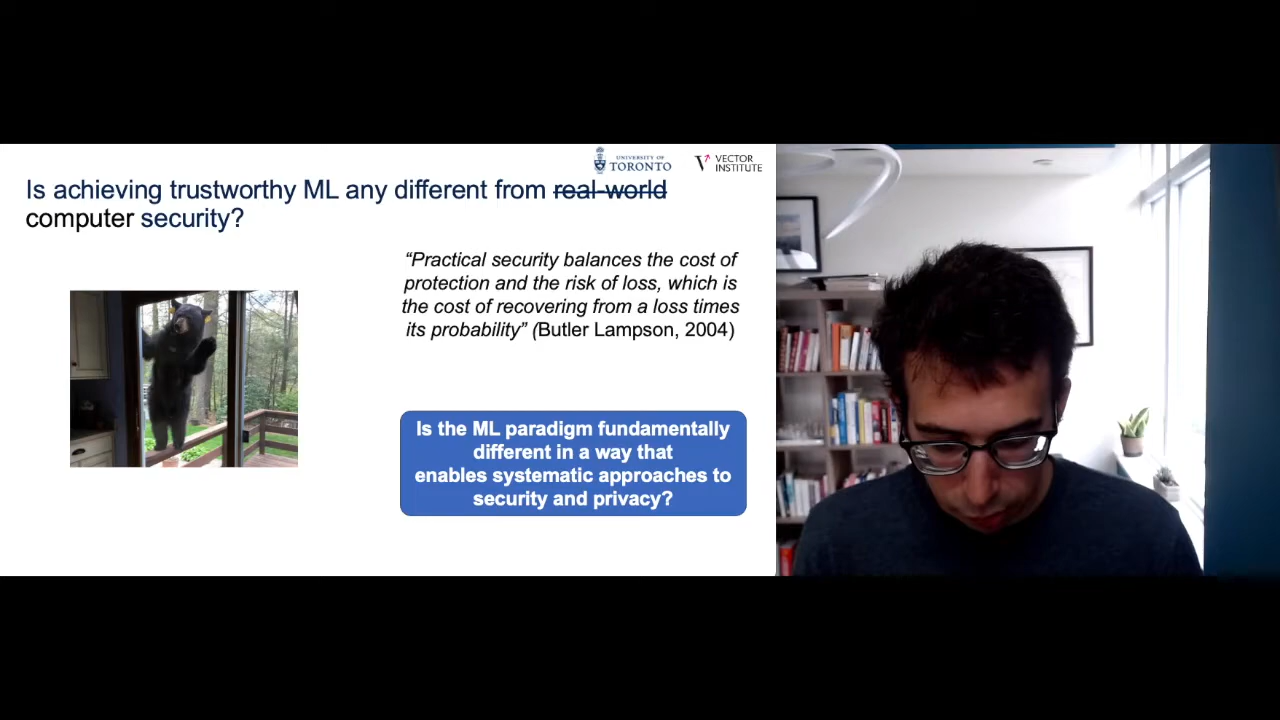 UNIVERSITY OF
TORONTO
VECTOR
INSTITUTE
Is achieving trustworthy ML any different from real-world
computer security?
“Practical security balances the cost of
protection and the risk of loss, which is
the cost of recovering from a loss times
its probability” (Butler Lampson, 2004)
Is the ML paradigm fundamentally
different in a way that
enables systematic approaches to
security and privacy?